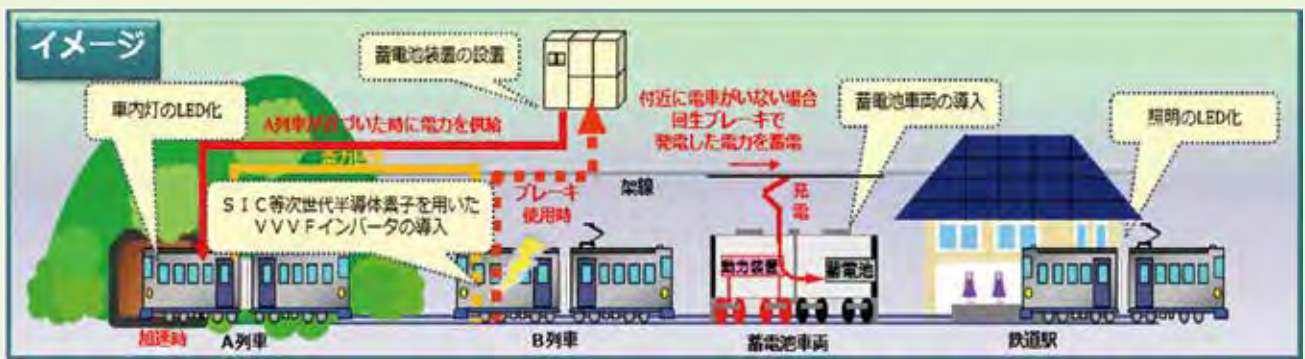 イメージ
蓄電池装置の設置
車内灯のLED化
付近に電車がいない場合
回生ブレーキで
発電した電力を蓄電
蓄電池車両の導入
照明のLED化
A列車が近づいた時に電力を供給
架線
ブレーキ
使用時
充電
SIC等次世代半導体素子を用いた
VVVFインバータの導入
動力装置
蓄電池
加速時
A列車
B列車
蓄電池車両
鉄道駅